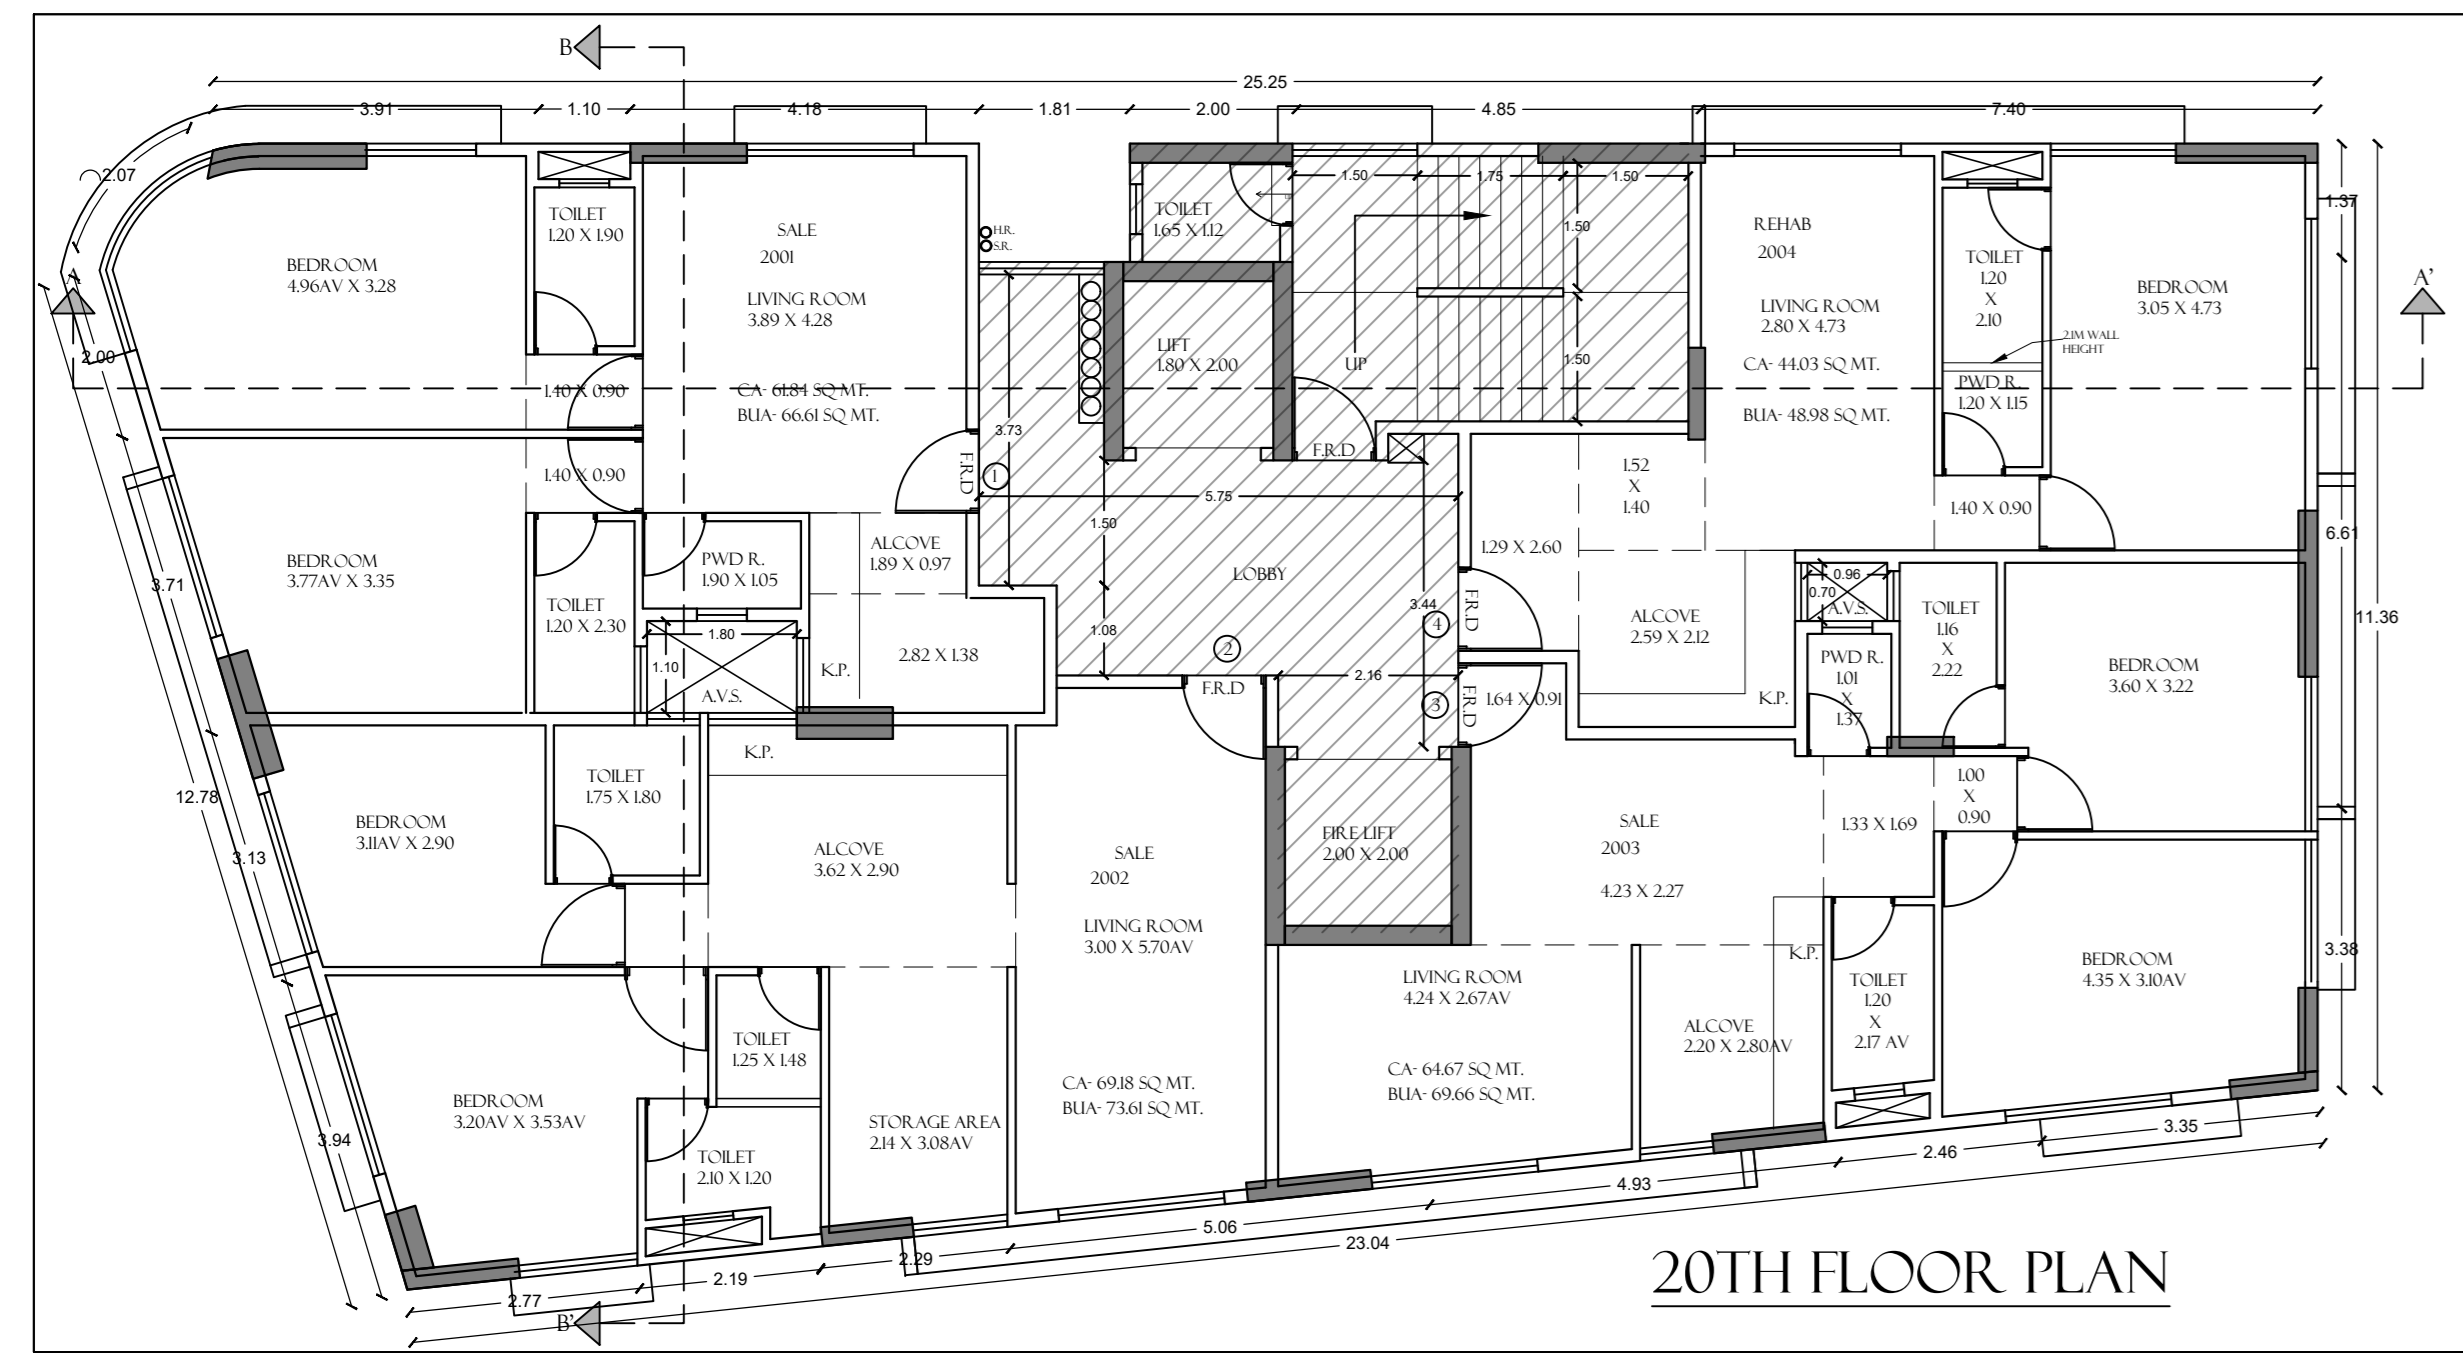 B
25.25
3.91
1.10
4.18
1.81
2.00
4.85
7.40
2.07
1.37
1.50
1.75
1.50
TOILET
1.20 X 1.90
SALE
2001
TOILET
1.65 X 1.12
1.50
REHAB
2004
H.R.
S.R.
BEDROOM
4.96AV X 3.28
LIVING ROOM
3.89 X 4.28
TOILET
1.20
X
2.10
BEDROOM
3.05 X 4.73
A
A'
LIVING ROOM
2.80 X 4.73
2.1M WALL
HEIGHT
2.00
LIFT
1.80 X 2.00
UP
1.50
CA- 44.03 SQ MT.
BUA- 48.98 SQ MT.
PWD R.
1.20 X 1.15
1.40 X 0.90
CA- 61.84 SQ MT.
BUA- 66.61 SQ MT.
3.73
F.R.D
F.R.D
1
1.40 X 0.90
1.52
X
1.40
5.75
1.50
1.40 X 0.90
6.61
BEDROOM
3.77AV X 3.35
3.71
PWD R.
1.90 X 1.05
ALCOVE
1.89 X 0.97
LOBBY
1.29 X 2.60
0.96
0.70
A.V.S.
TOILET
1.16
X
2.22
11.36
TOILET
1.20 X 2.30
1.80
1.10
A.V.S.
K.P.
2.82 X 1.38
1.08
2
3.44
4
F.R.D
ALCOVE
2.59 X 2.12
PWD R.
1.01
X
1.37
BEDROOM
3.60 X 3.22
F.R.D
2.16
3
F.R.D
1.64 X 0.91
K.P.
K.P.
TOILET
1.75 X 1.80
12.78
1.00
X
0.90
BEDROOM
3.11AV X 2.90
3.13
ALCOVE
3.62 X 2.90
SALE
2002
FIRE LIFT
2.00 X 2.00
SALE
2003
4.23 X 2.27
1.33 X 1.69
LIVING ROOM
3.00 X 5.70AV
K.P.
3.38
LIVING ROOM
4.24 X 2.67AV
BEDROOM
4.35 X 3.10AV
TOILET
1.20
X
2.17 AV
TOILET
1.25 X 1.48
ALCOVE
2.20 X 2.80AV
CA- 69.18 SQ MT.
BUA- 73.61 SQ MT.
CA- 64.67 SQ MT.
BUA- 69.66 SQ MT.
BEDROOM
3.20AV X 3.53AV
3.94
STORAGE AREA
2.14 X 3.08AV
TOILET
2.10 X 1.20
3.35
2.46
4.93
5.06
23.04
2.29
2.19
2.77
B'
20TH FLOOR PLAN